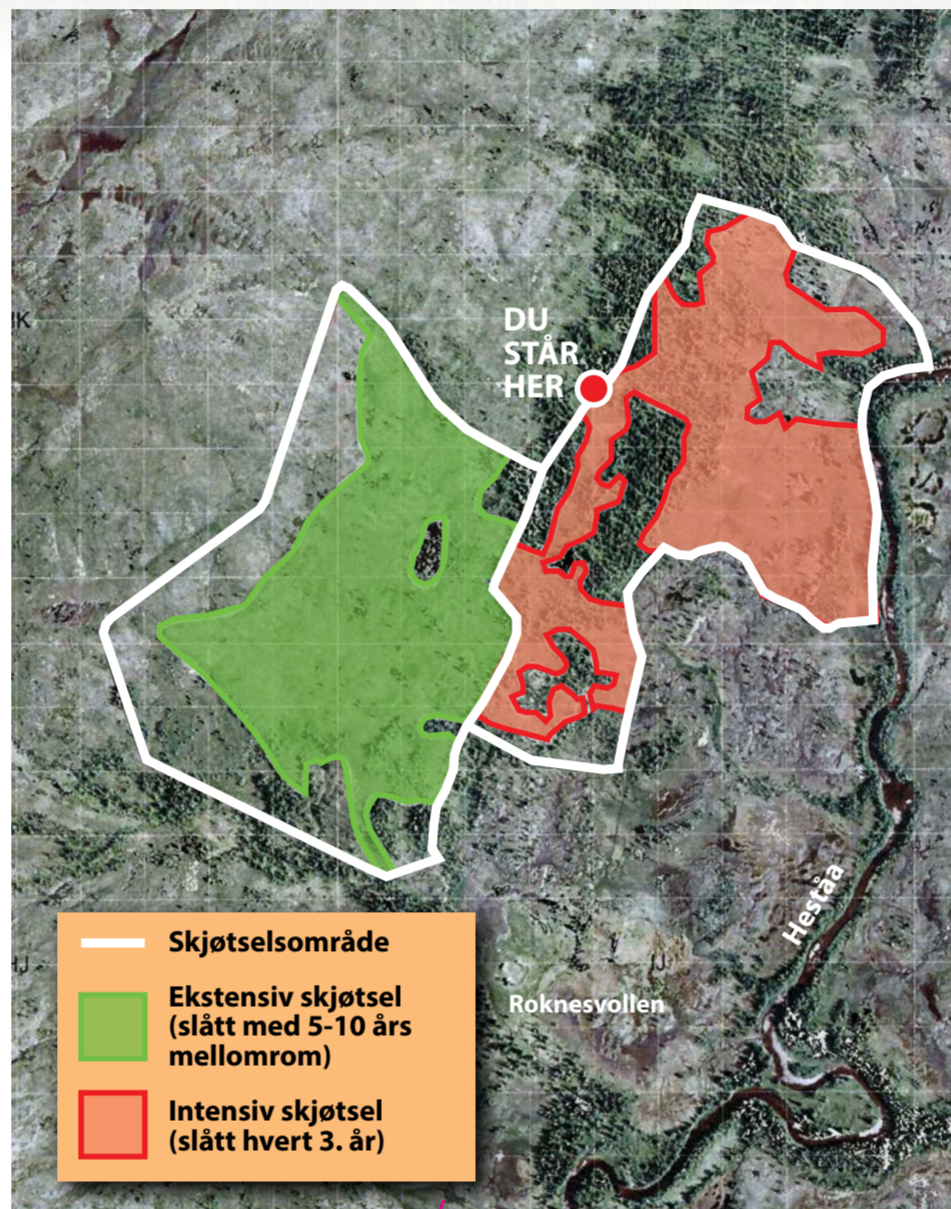 DU
STÅR
HER
Heståa
Roknesvollen
Skjøtselsområde
Ekstensiv skjøtsel
(slått med 5-10 års
mellomrom)
Intensiv skjøtsel
(slått hvert 3. år)